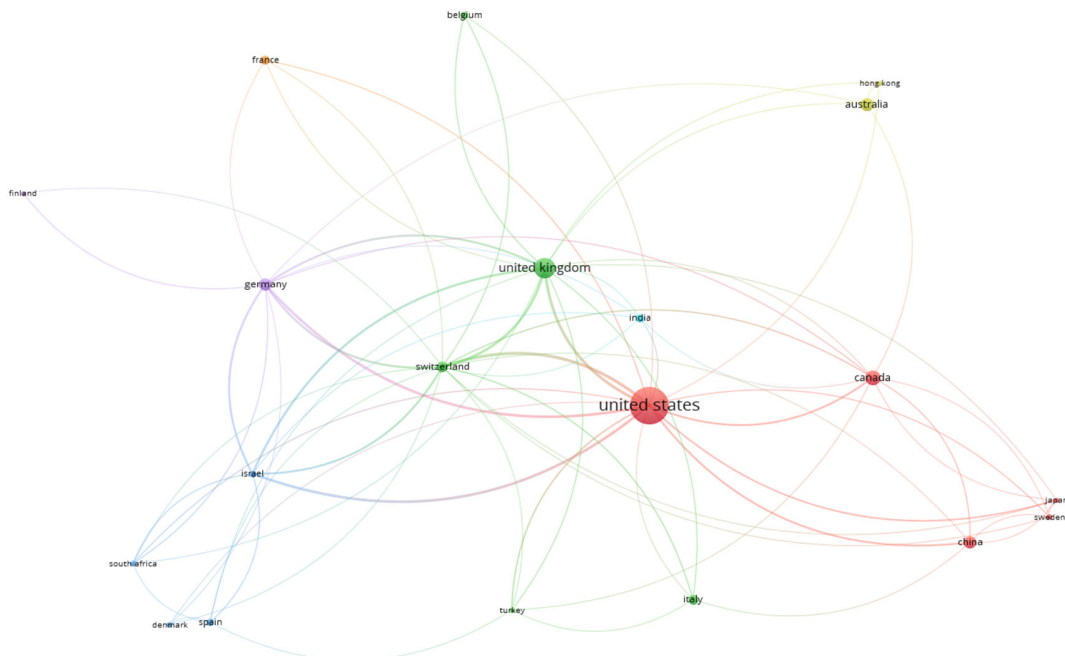 belgium
france
hong kong
australia
finland
united kingdom
germany
india
switzerland
canada
united states
israel
japan
sweden
china
south africa
italy
turkey
spain
denmark